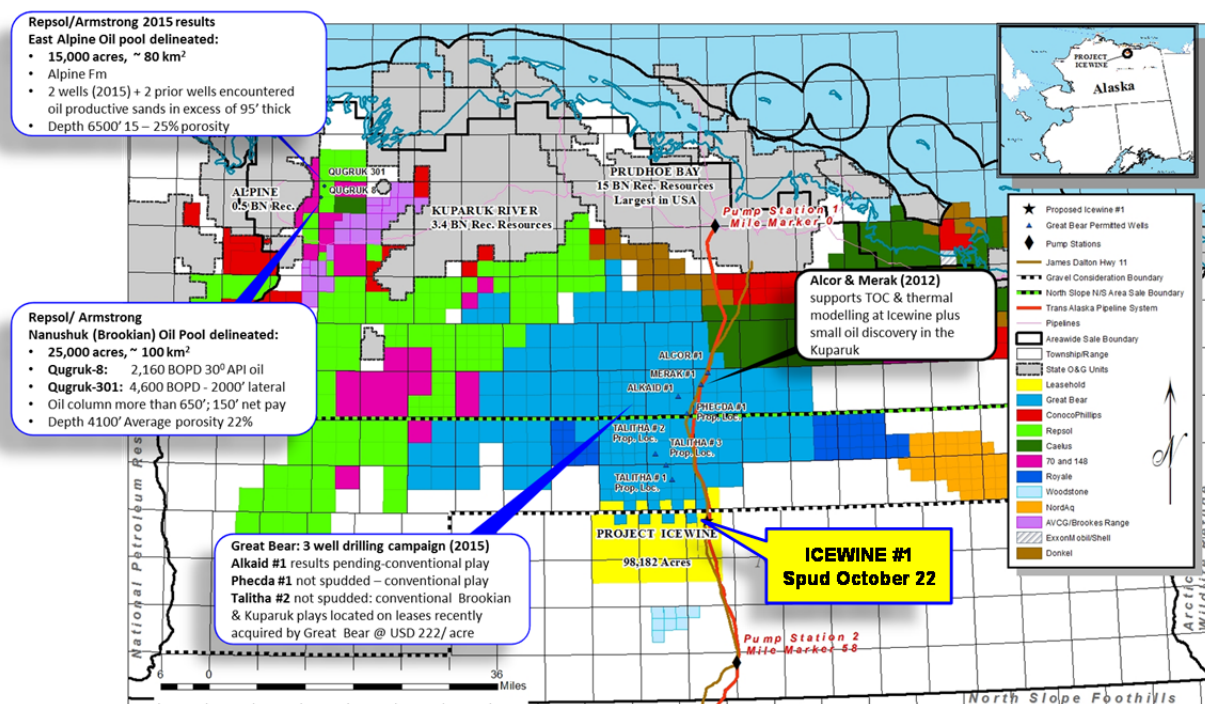 Repsol/Armstrong 2015 results
East Alpine Oil pool delineated:
• 15,000 acres, ~ 80 km²
• Alpine Fm
• 2 wells (2015) + 2 prior wells encountered
oil productive sands in excess of 95' thick
• Depth 6500' 15 – 25% porosity
PROJECT
ICEWINE
Alaska
QUGRUK 301
QUGRUK 8
ALPINE
0.5 BN Rec.
KUPARUK RIVER
3.4 BN Rec. Resources
PRUDHOE BAY
15 BN Rec. Resources
Largest in USA
Pump Station 1
Mile Marker 0
Alcor & Merak (2012)
supports TOC & thermal
modelling at Icewine plus
small oil discovery in the
Kuparuk
Repsol/ Armstrong
Nanushuk (Brookian) Oil Pool delineated:
• 25,000 acres, ~ 100 km²
• Qugruk-8: 2,160 BOPD 30⁰ API oil
• Qugruk-301: 4,600 BOPD - 2000' lateral
• Oil column more than 650'; 150' net pay
• Depth 4100' Average porosity 22%
ALGOR #1
MERAK #1
ALKAID #1
PHECDA #1
Prop. Loc.
TALITHA # 2
Prop. Loc.
TALITHA # 3
Prop. Loc.
TALITHA # 1
Prop. Loc.
Proposed Icewine #1
Great Bear Permitted Wells
Pump Stations
James Dalton Hwy 11
Gravel Consideration Boundary
North Slope N/S Area Sale Boundary
Trans Alaska Pipeline System
Pipelines
Areawide Sale Boundary
Township/Range
State O&G Units
Leasehold
Great Bear
ConocoPhillips
Repsol
Caelus
70 and 148
Royale
Woodstone
NordAq
AVCG/Brookes Range
ExxonMobil/Shell
Donkel
N
Great Bear: 3 well drilling campaign (2015)
Alkaid #1 results pending-conventional play
Phecda #1 not spudded – conventional play
Talitha #2 not spudded: conventional Brookian
& Kuparuk plays located on leases recently
acquired by Great Bear @ USD 222/ acre
PROJECT ICEWINE
98,182 Acres
ICEWINE #1
Spud October 22
Pump Station 2
Mile Marker 58
National Petroleum Res
Arctic
Wildlife
6 0 36
Miles
North Slope Foothills